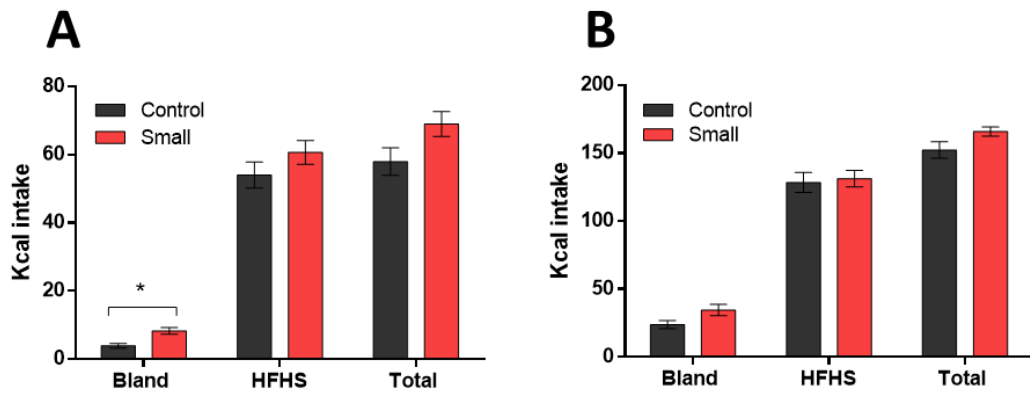 A
Kcal intake
80
60
40
20
0
Control
Small
*
Bland HFHS Total
B
Kcal intake
200
150
100
50
0
Control
Small
Bland HFHS Total